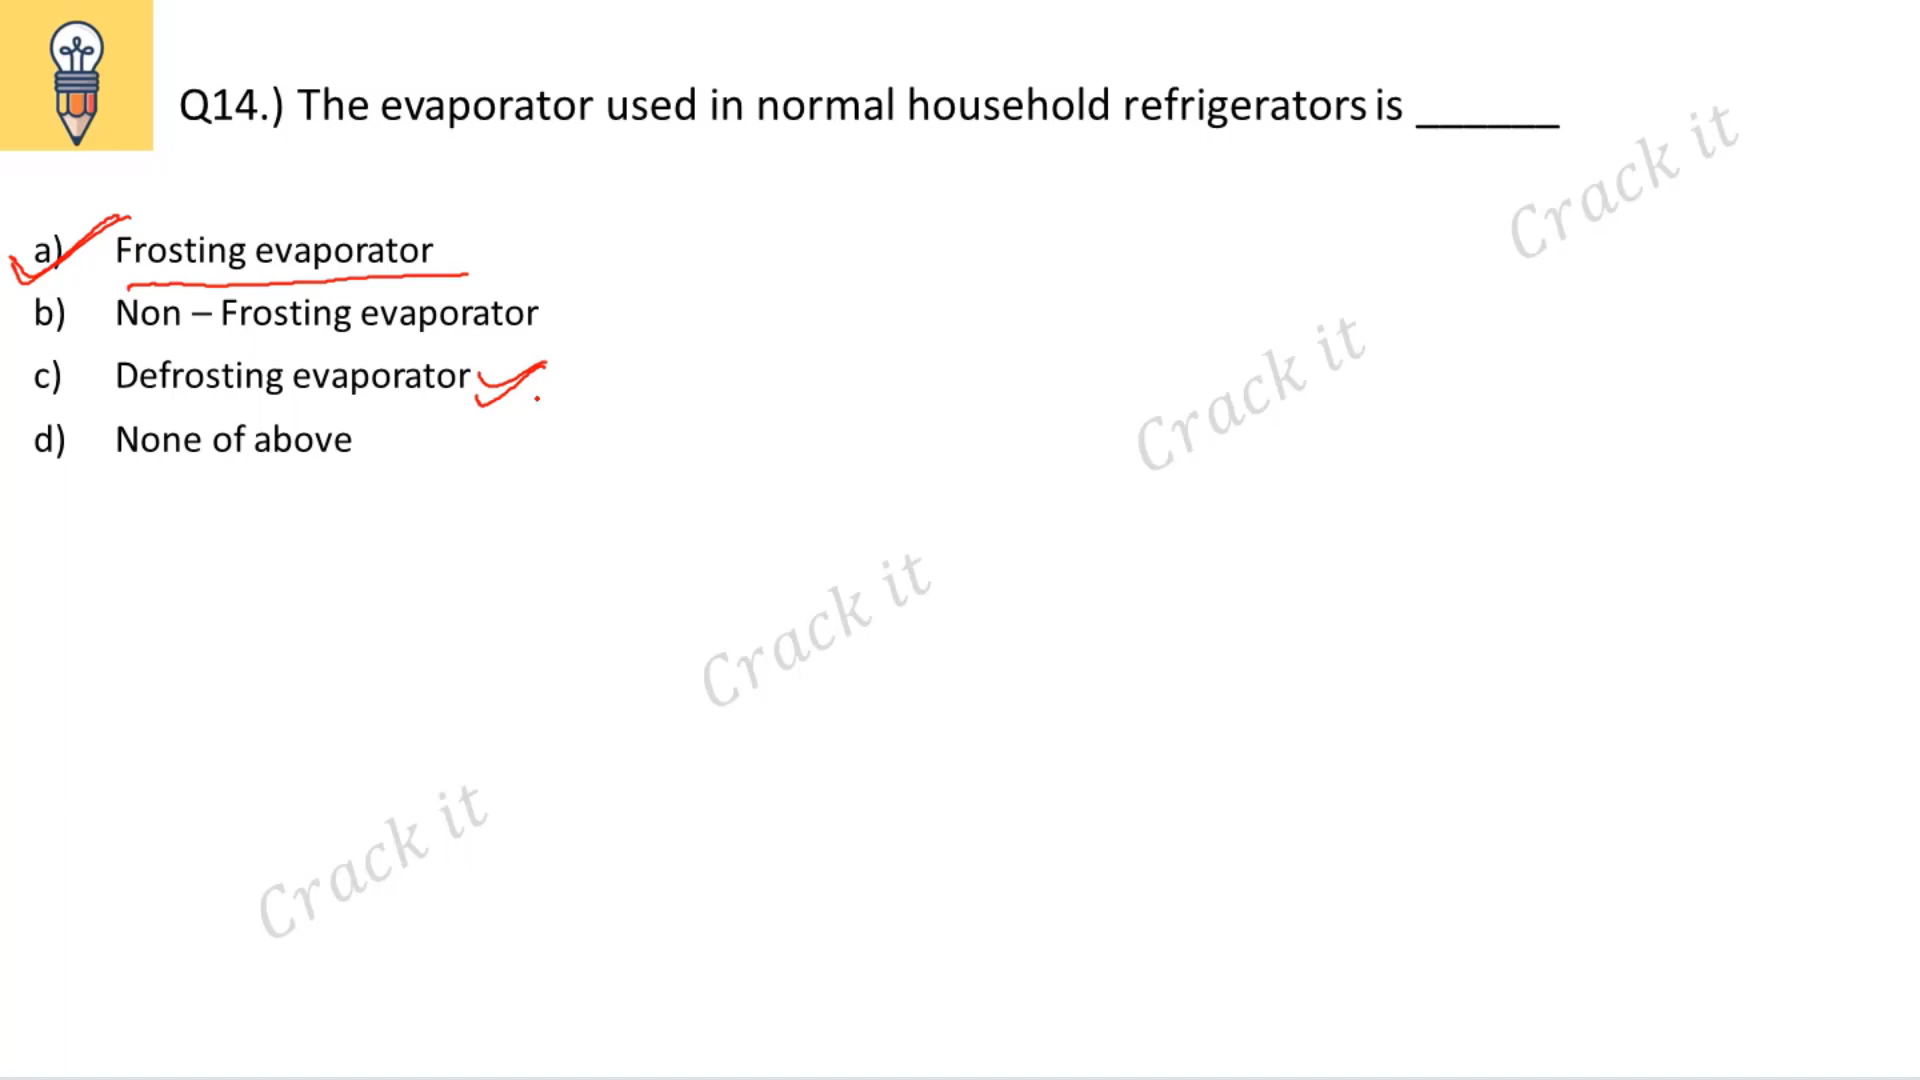 Q14.) The evaporator used in normal household refrigerators is ______
a) Frosting evaporator
b) Non – Frosting evaporator
c) Defrosting evaporator
d) None of above
Crack it
Crack it
Crack it
Crack it